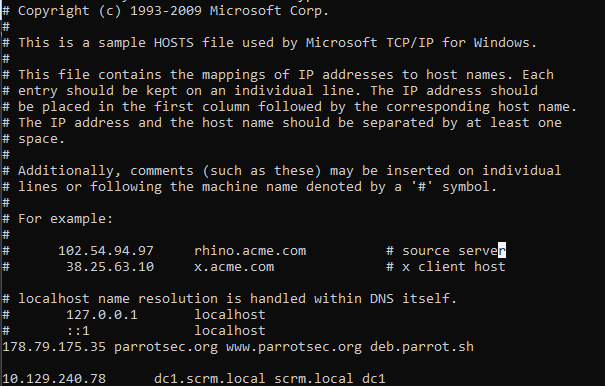 # Copyright (c) 1993-2009 Microsoft Corp.
#
# This is a sample HOSTS file used by Microsoft TCP/IP for Windows.
#
# This file contains the mappings of IP addresses to host names. Each
# entry should be kept on an individual line. The IP address should
# be placed in the first column followed by the corresponding host name.
# The IP address and the host name should be separated by at least one
# space.
#
# Additionally, comments (such as these) may be inserted on individual
# lines or following the machine name denoted by a '#' symbol.
#
# For example:
#
#      102.54.94.97     rhino.acme.com          # source server
#       38.25.63.10     x.acme.com              # x client host

# localhost name resolution is handled within DNS itself.
#       127.0.0.1       localhost
#       ::1             localhost
178.79.175.35 parrotsec.org www.parrotsec.org deb.parrot.sh

10.129.240.78      dc1.scrm.local scrm.local dc1